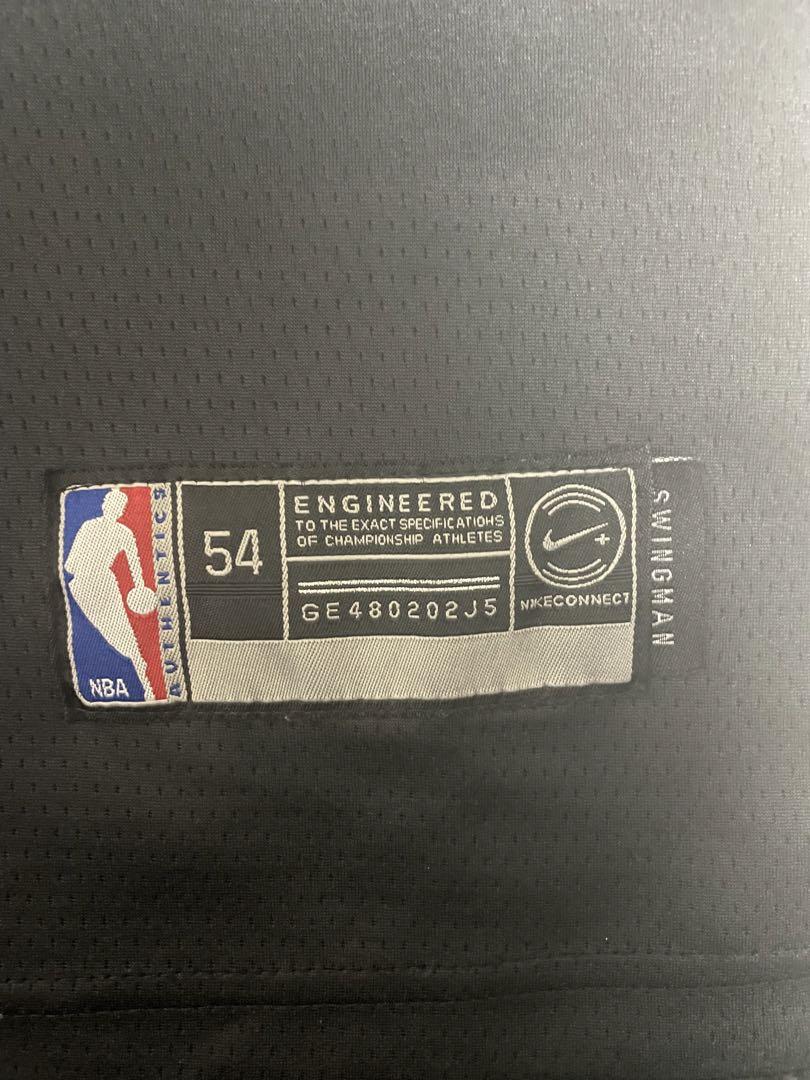 NBA
AUTHENTICS
54
ENGINEERED
TO THE EXACT SPECIFICATIONS
OF CHAMPIONSHIP ATHLETES
GE480202J5
NIKECONNECT
SWINGMAN